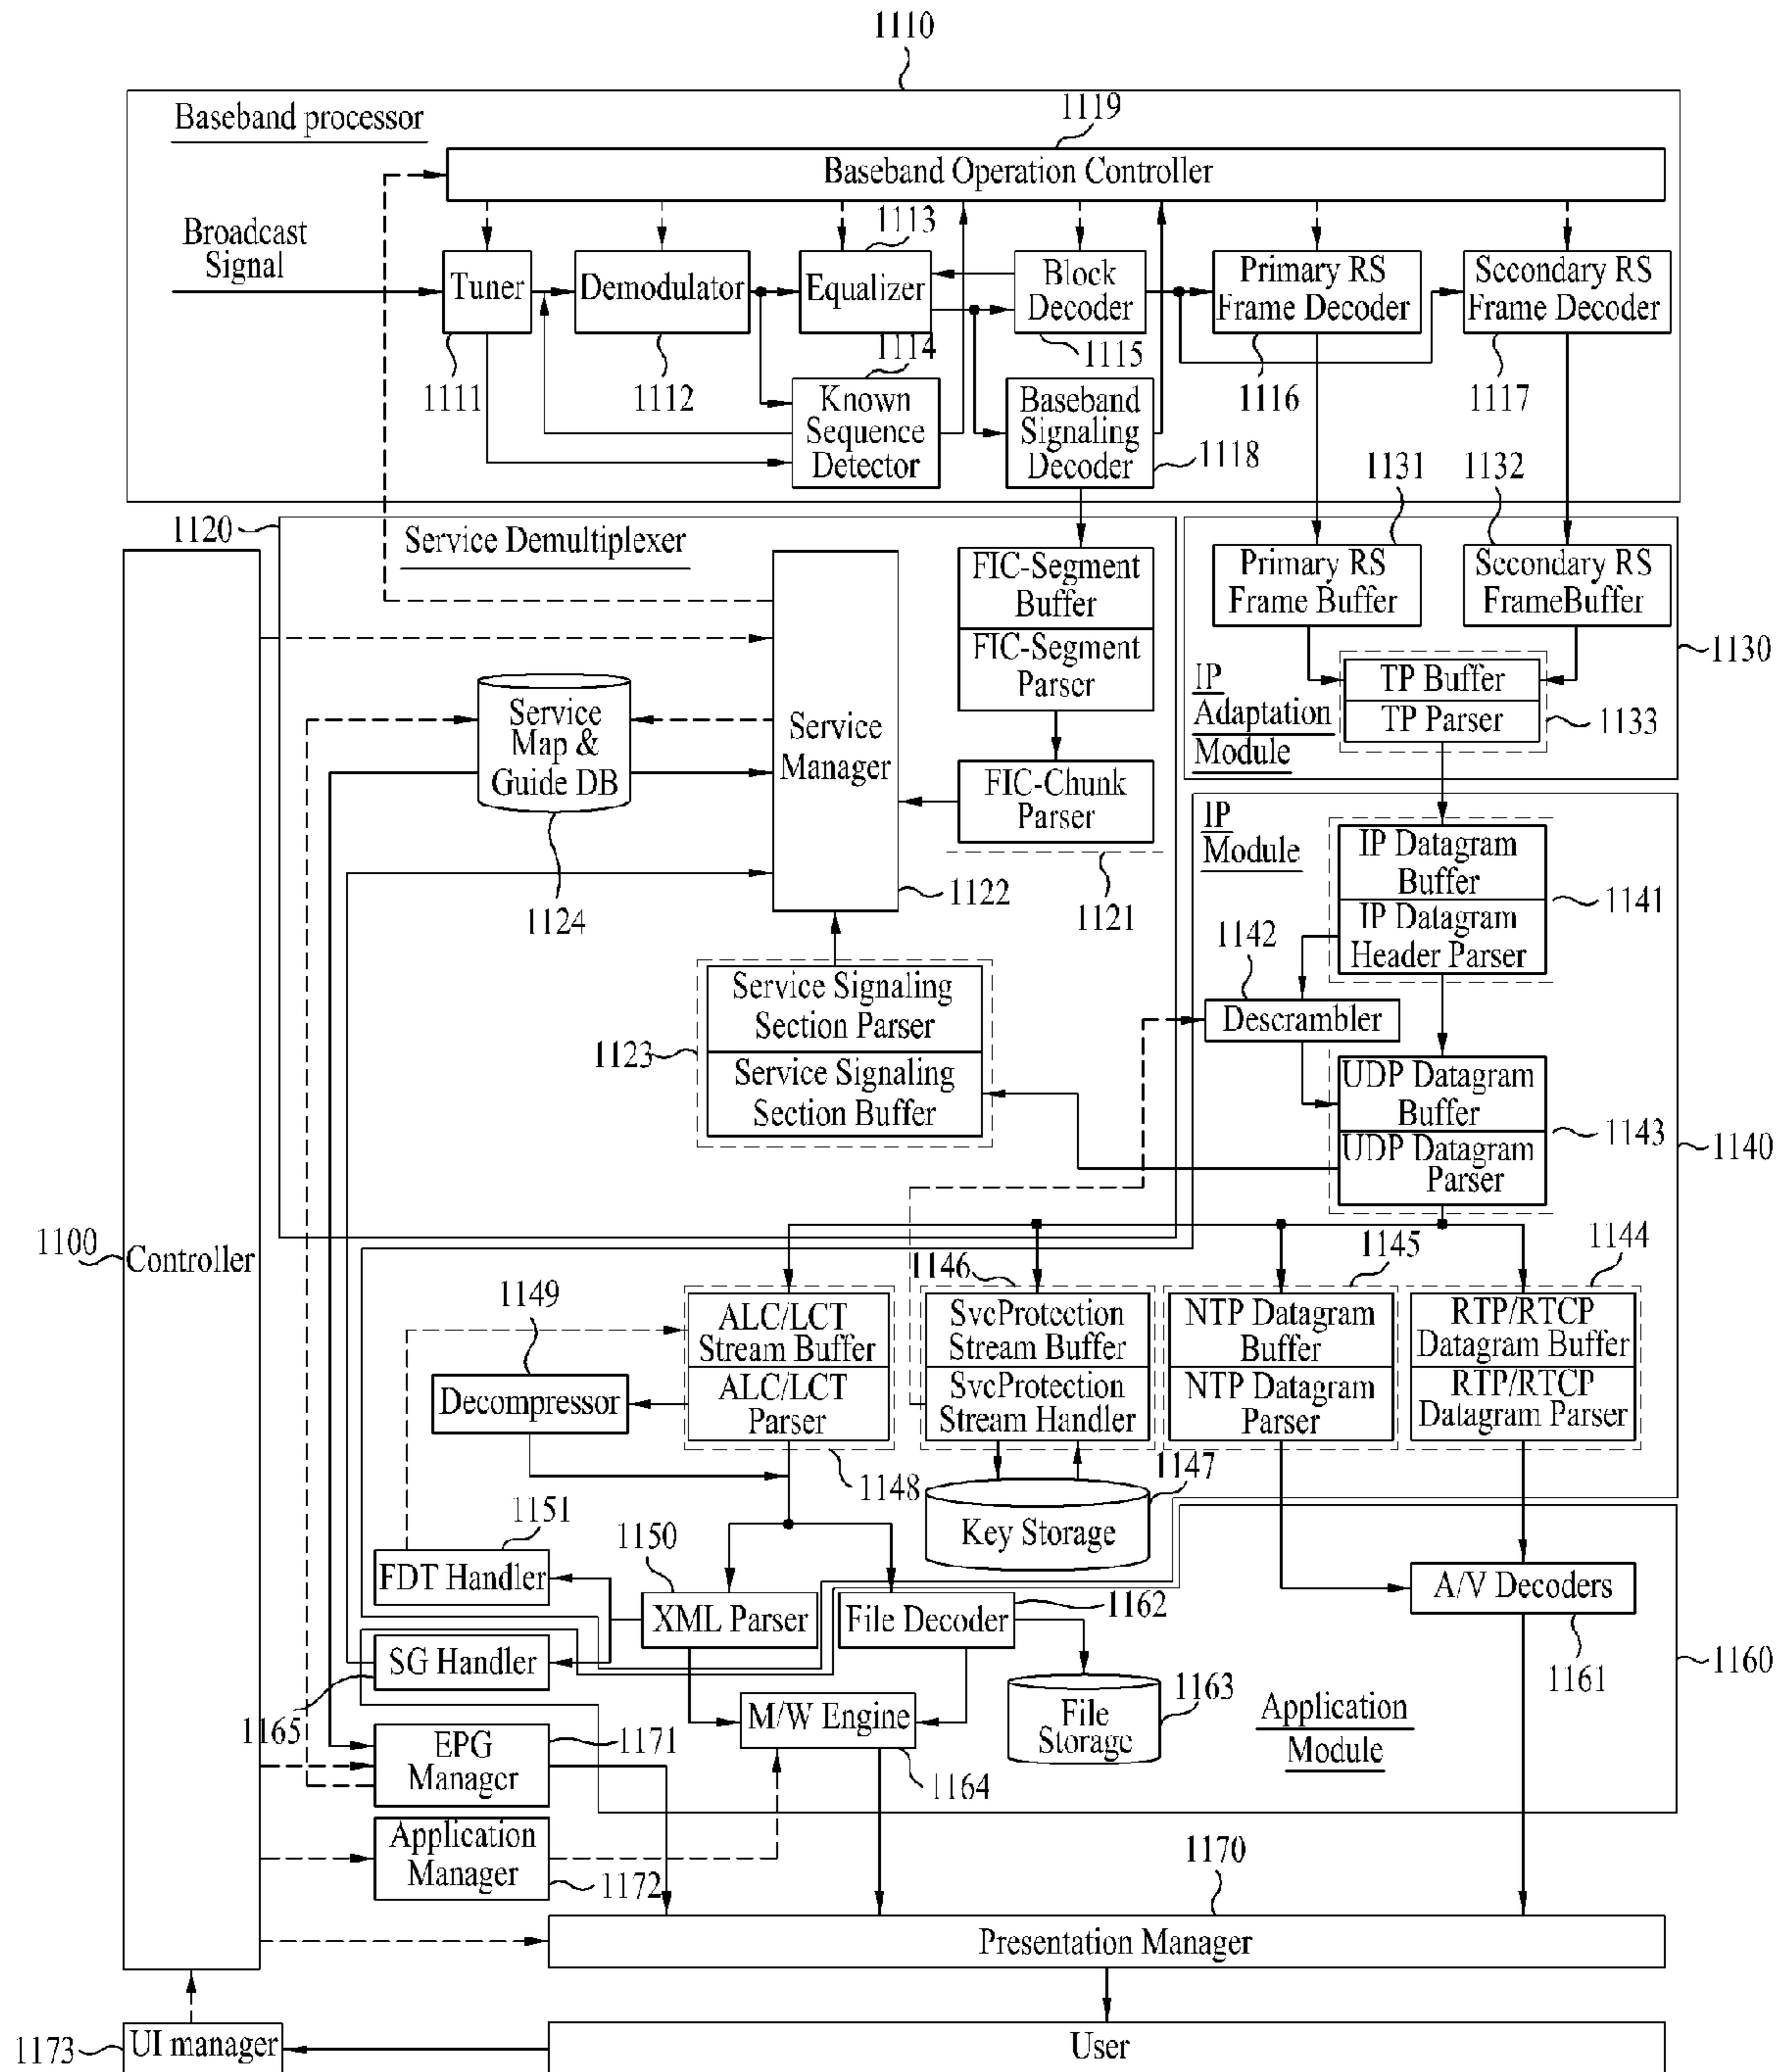 1110
Baseband processor
1119
Baseband Operation Controller
Broadcast
Signal
1113
Tuner
Demodulator
Equalizer
Block
Decoder
Primary RS
Frame Decoder
Secondary RS
Frame Decoder
1111
1112
1114
1115
1116
1117
Known
Sequence
Detector
Baseband
Signaling
Decoder
1118
1131
1132
1120
Service Demultiplexer
FIC-Segment
Buffer
FIC-Segment
Parser
Primary RS
Frame Buffer
Secondary RS
FrameBuffer
1130
IP
Adaptation
Module
TP Buffer
TP Parser
1133
Service
Map &
Guide DB
Service
Manager
FIC-Chunk
Parser
1124
1122
1121
IP
Module
IP Datagram
Buffer
IP Datagram
Header Parser
1141
1142
Descrambler
Service Signaling
Section Parser
Service Signaling
Section Buffer
1123
UDP Datagram
Buffer
UDP Datagram
Parser
1143
1140
1100
Controller
1149
1146
1145
1144
ALC/LCT
Stream Buffer
ALC/LCT
Parser
SvcProtection
Stream Buffer
SvcProtection
Stream Handler
NTP Datagram
Buffer
NTP Datagram
Parser
RTP/RTCP
Datagram Buffer
RTP/RTCP
Datagram Parser
Decompressor
1148
1147
Key Storage
1151
1150
FDT Handler
XML Parser
File Decoder
1162
A/V Decoders
1161
1160
SG Handler
1165
M/W Engine
1164
File
Storage
1163
Application
Module
EPG
Manager
1171
Application
Manager
1172
1170
Presentation Manager
1173
UI manager
User